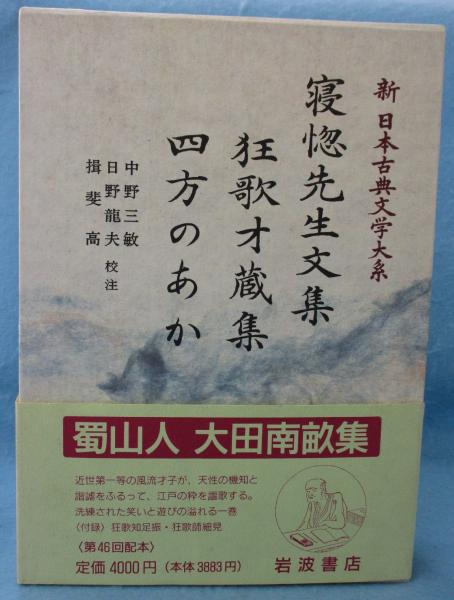 新 日本古典文学大系
寝惚先生文集
狂歌才蔵集
四方のあか
中野三敏
日野龍夫 校注
揖斐高
蜀山人 大田南畝集
近世第一等の風流才子が、天性の機知と
諧謔をふるって、江戸の粋を謳歌する。
洗練された笑いと遊びの溢れる一巻
〈付録〉狂歌知足振・狂歌師細見
〈第46回配本〉
定価 4000円（本体3883円）
岩波書店